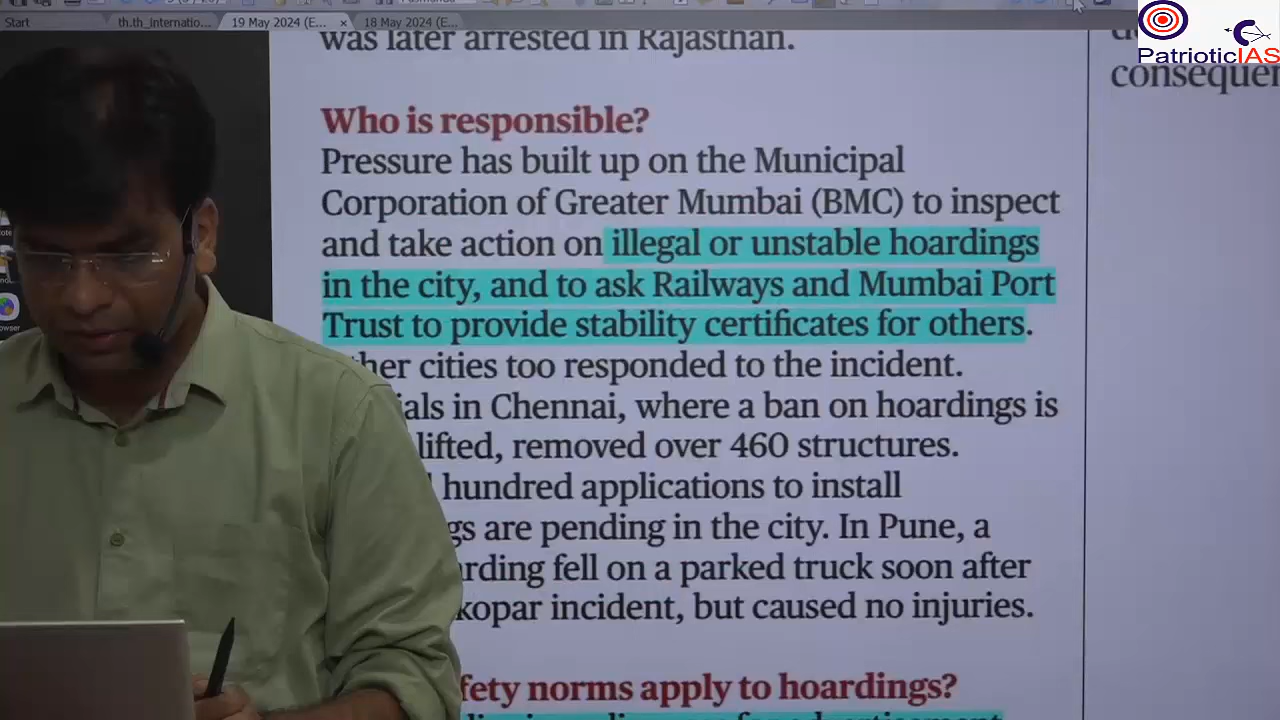 Start
th.th_internatio...
19 May 2024 (E...
18 May 2024 (E...
PatrioticIAS
was later arrested in Rajasthan.
consequen
Who is responsible?
Pressure has built up on the Municipal
Corporation of Greater Mumbai (BMC) to inspect
and take action on illegal or unstable hoardings
in the city, and to ask Railways and Mumbai Port
Trust to provide stability certificates for others.
her cities too responded to the incident.
ials in Chennai, where a ban on hoardings is
lifted, removed over 460 structures.
hundred applications to install
gs are pending in the city. In Pune, a
rding fell on a parked truck soon after
kopar incident, but caused no injuries.
fety norms apply to hoardings?